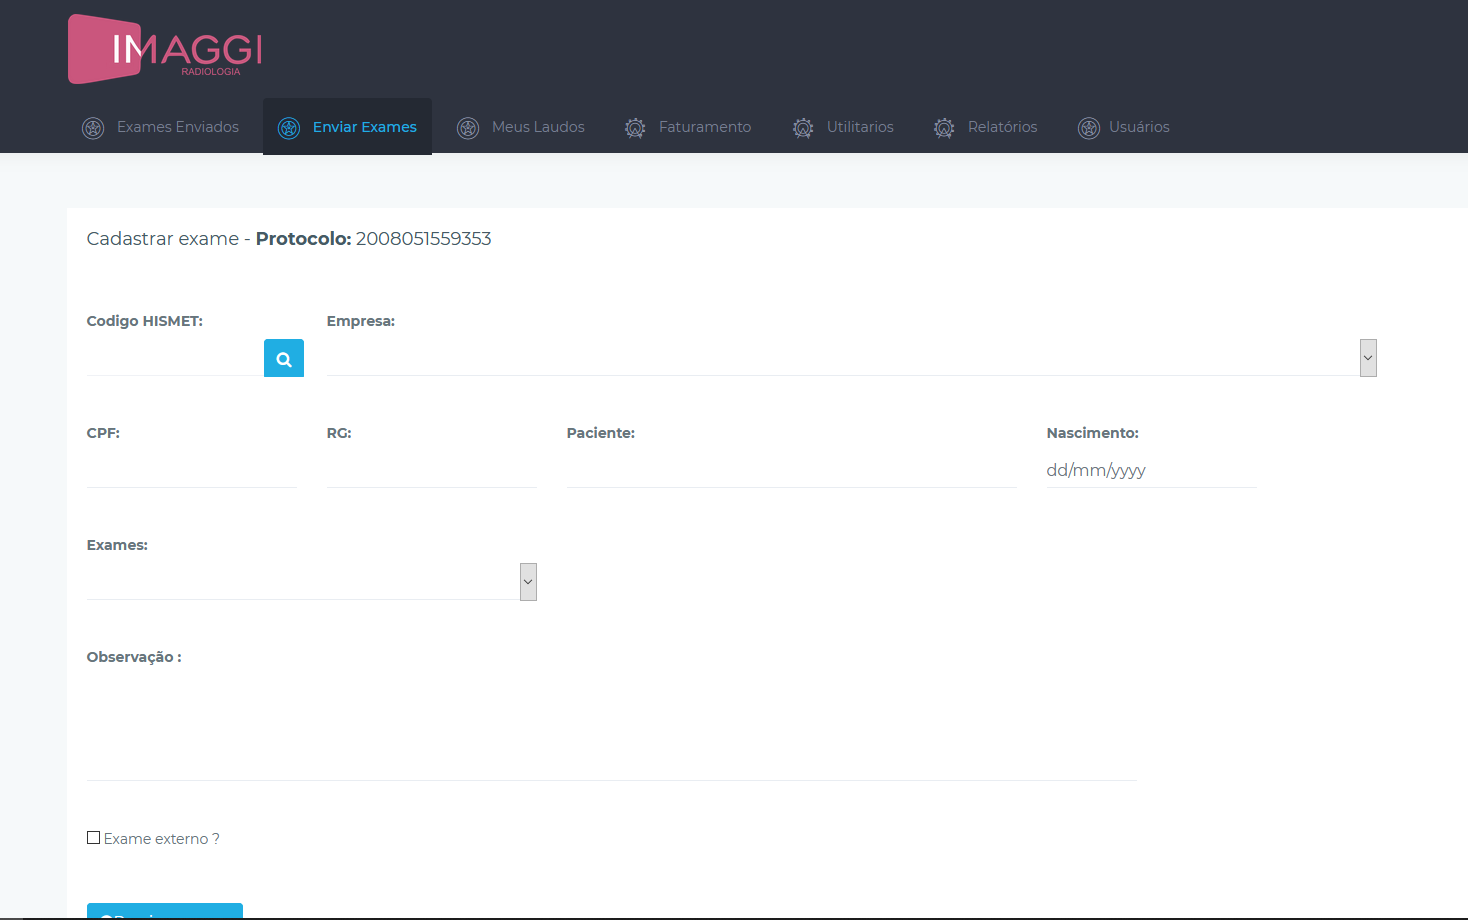 IMAGGI
RADIOLOGIA
Exames Enviados Enviar Exames Meus Laudos Faturamento Utilitarios Relatórios Usuários
Cadastrar exame - Protocolo: 2008051559353
Codigo HISMET: Empresa:
CPF: RG: Paciente: Nascimento:
dd/mm/yyyy
Exames:
Observação :
Exame externo ?